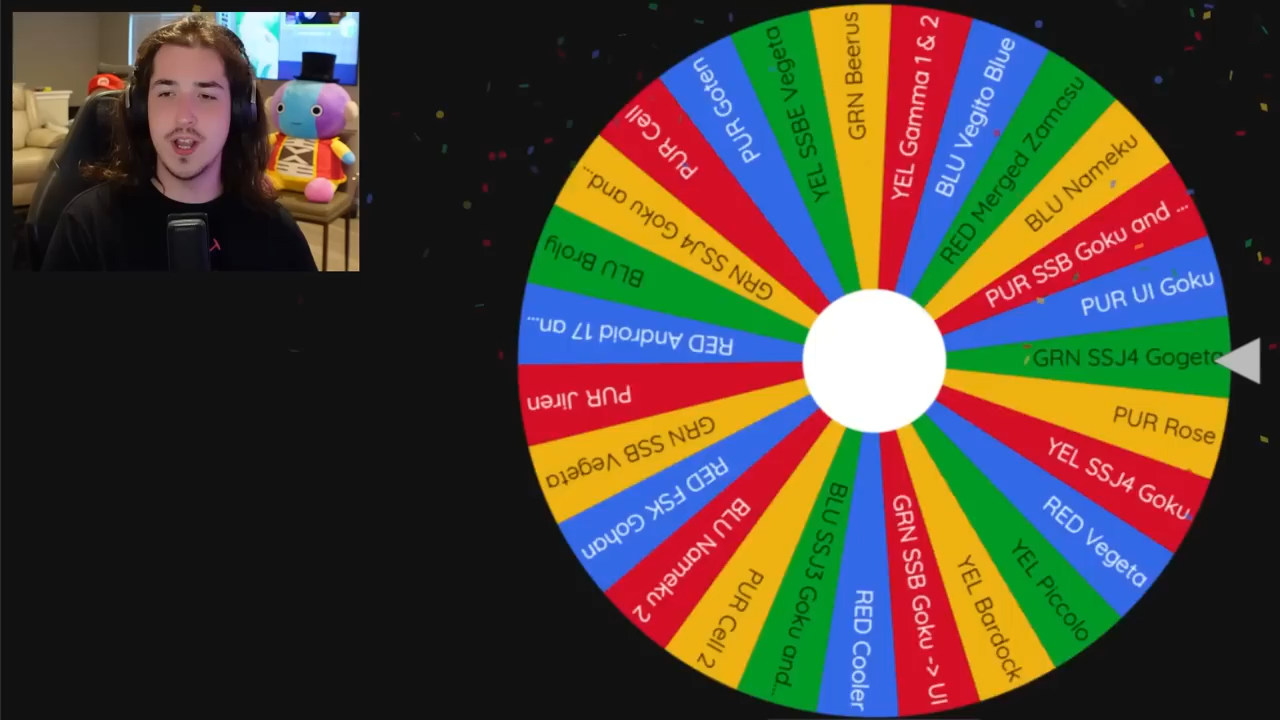 GRN Beerus
YEL Gamma 1 & 2
BLU Vegito Blue
RED Merged Zamasu
BLU Nameku
PUR SSB Goku and ...
PUR UI Goku
GRN SSJ4 Gogeta
PUR Rose
YEL SSJ4 Goku
RED Vegeta
YEL Piccolo
YEL Bardock
GRN SSB Goku -> UI
RED Cooler
BLU SSJ3 Goku and...
PUR Cell 2
BLU Nameku 2
RED FSK Gohan
GRN SSB Vegeta
PUR Jiren
RED Android 17 an...
BLU Broly
GRN SSJ4 Goku and...
PUR Cell
PUR Goten
YEL SSBE Vegeta